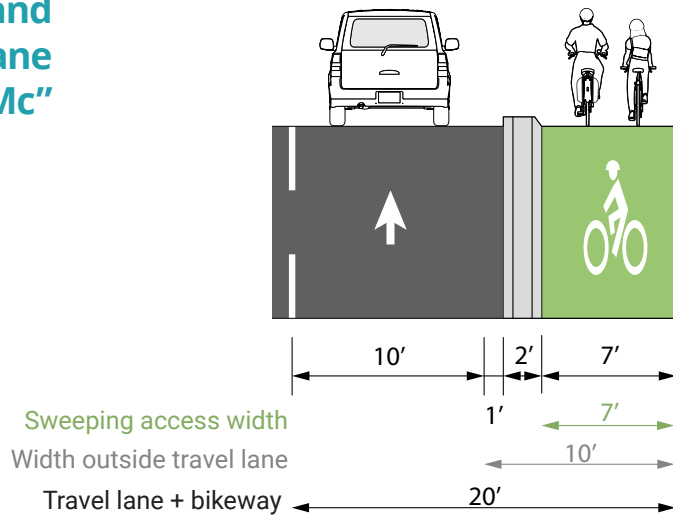 and
ane
Mc”
10’ 2’ 7’
1’
Sweeping access width 7’
Width outside travel lane 10’
Travel lane + bikeway 20’